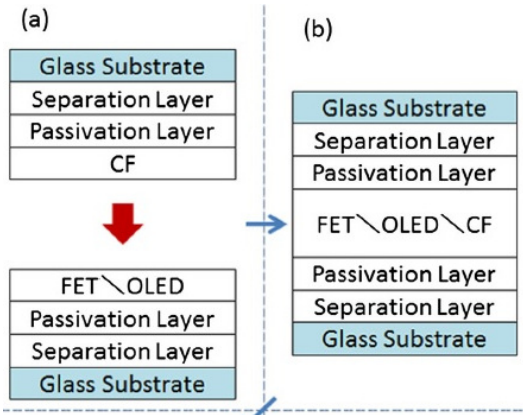 (a)
Glass Substrate
Separation Layer
Passivation Layer
CF
FET＼OLED
Passivation Layer
Separation Layer
Glass Substrate
(b)
Glass Substrate
Separation Layer
Passivation Layer
FET＼OLED＼CF
Passivation Layer
Separation Layer
Glass Substrate